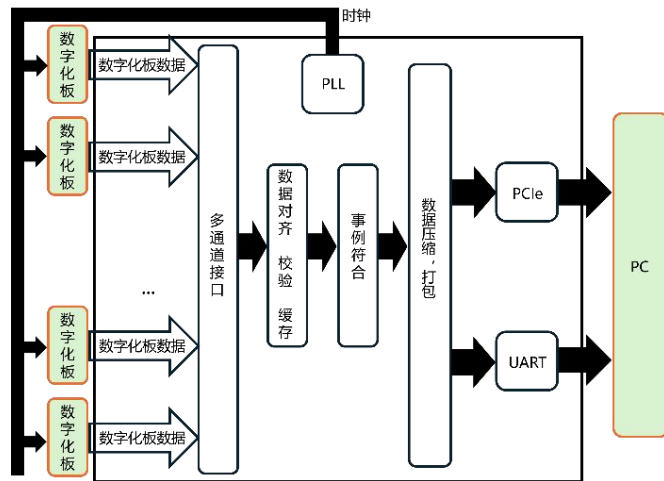 时钟
数字化板
数字化板数据
PLL
数字化板
数字化板数据
多通道接口
数据对齐 校验 缓存
事例符合
数据压缩，打包
PCIe
PC
...
数字化板
数字化板数据
UART
数字化板
数字化板数据